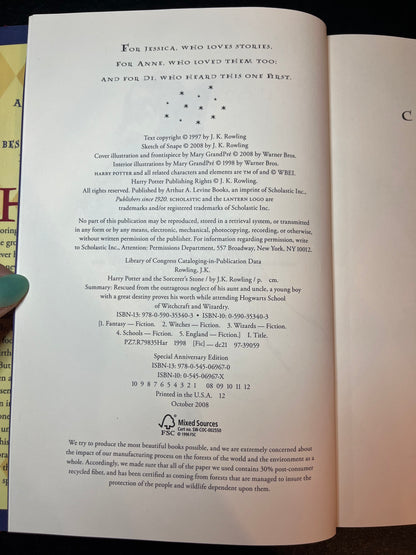 For Jessica, who loves stories,
For Anne, who loved them too;
And for Di, who heard this one first.
Text copyright © 1997 by J. K. Rowling
Sketch of Snape © 2008 by J. K. Rowling
Cover illustration and frontispiece by Mary GrandPré © 2008 by Warner Bros.
Interior illustrations by Mary GrandPré © 1998 by Warner Bros.
HARRY POTTER and all related characters and elements are TM of and © WBEI.
Harry Potter Publishing Rights © J. K. Rowling
All rights reserved. Published by Arthur A. Levine Books, an imprint of Scholastic Inc.,
Publishers since 1920. SCHOLASTIC and the LANTERN LOGO are
trademarks and/or registered trademarks of Scholastic Inc.
No part of this publication may be reproduced, stored in a retrieval system, or transmitted
in any form or by any means, electronic, mechanical, photocopying, recording, or otherwise,
without written permission of the publisher. For information regarding permission, write
to Scholastic Inc., Attention: Permissions Department, 557 Broadway, New York, NY 10012.
Library of Congress Cataloging-in-Publication Data
Rowling, J.K.
Harry Potter and the Sorcerer's Stone / by J.K. Rowling / p. cm.
Summary: Rescued from the outrageous neglect of his aunt and uncle, a young boy
with a great destiny proves his worth while attending Hogwarts School
of Witchcraft and Wizardry.
ISBN-13: 978-0-590-35340-3 • ISBN-10: 0-590-35340-3
[1. Fantasy — Fiction. 2. Witches — Fiction. 3. Wizards — Fiction.
4. Schools — Fiction. 5. England — Fiction.] I. Title.
PZ7.R79835Har 1998 [Fic] — dc21 97-39059
Special Anniversary Edition
ISBN-13: 978-0-545-06967-0
ISBN-10: 0-545-06967-X
10 9 8 7 6 5 4 3 2 1 08 09 10 11 12
Printed in the U.S.A. 12
October 2008
FSC
Mixed Sources
Cert no. SW-COC-002550
© 1996 FSC
We try to produce the most beautiful books possible, and we are extremely concerned about
the impact of our manufacturing process on the forests of the world and the environment as a
whole. Accordingly, we made sure that all of the paper we used contains 30% post-consumer
recycled fiber, and has been certified as coming from forests that are managed to insure the
protection of the people and wildlife dependent upon them.
C